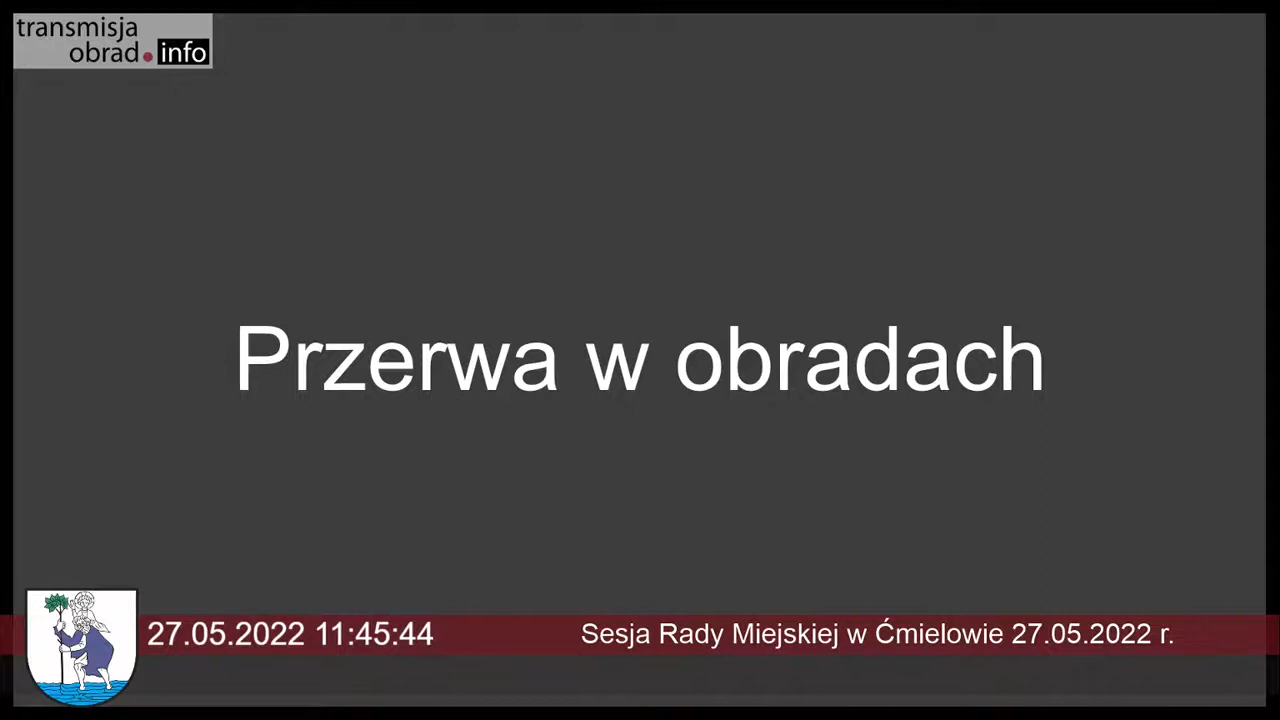 transmisja
obrad.info
Przerwa w obradach
27.05.2022 11:45:44
Sesja Rady Miejskiej w Ćmielowie 27.05.2022 r.